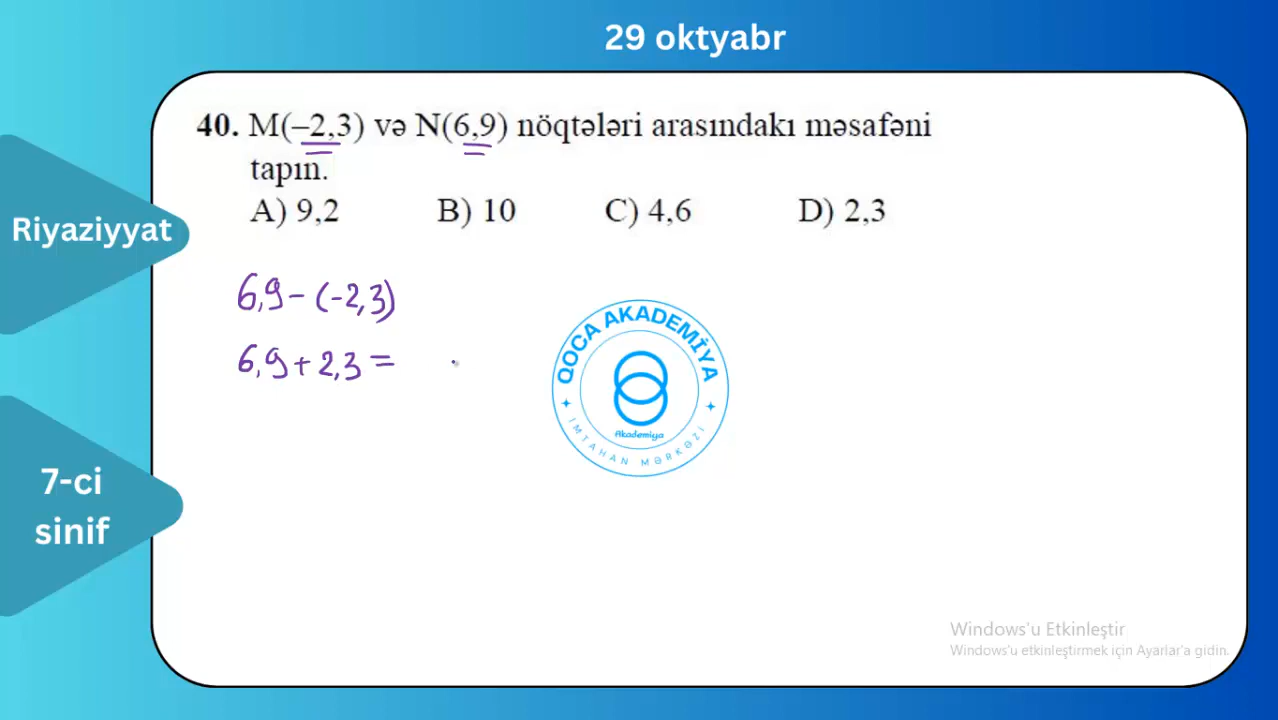 29 oktyabr
40. M(–2,3) və N(6,9) nöqtələri arasındakı məsafəni
tapın.
A) 9,2 B) 10 C) 4,6 D) 2,3
Riyaziyyat
6,9 - (-2,3)
6,9 + 2,3 =
QOCA AKADEMİYA
Akademiya
İMTAHAN MƏRKƏZİ
7-ci
sinif
Windows'u Etkinleştir
Windows'u etkinleştirmek için Ayarlar'a gidin.